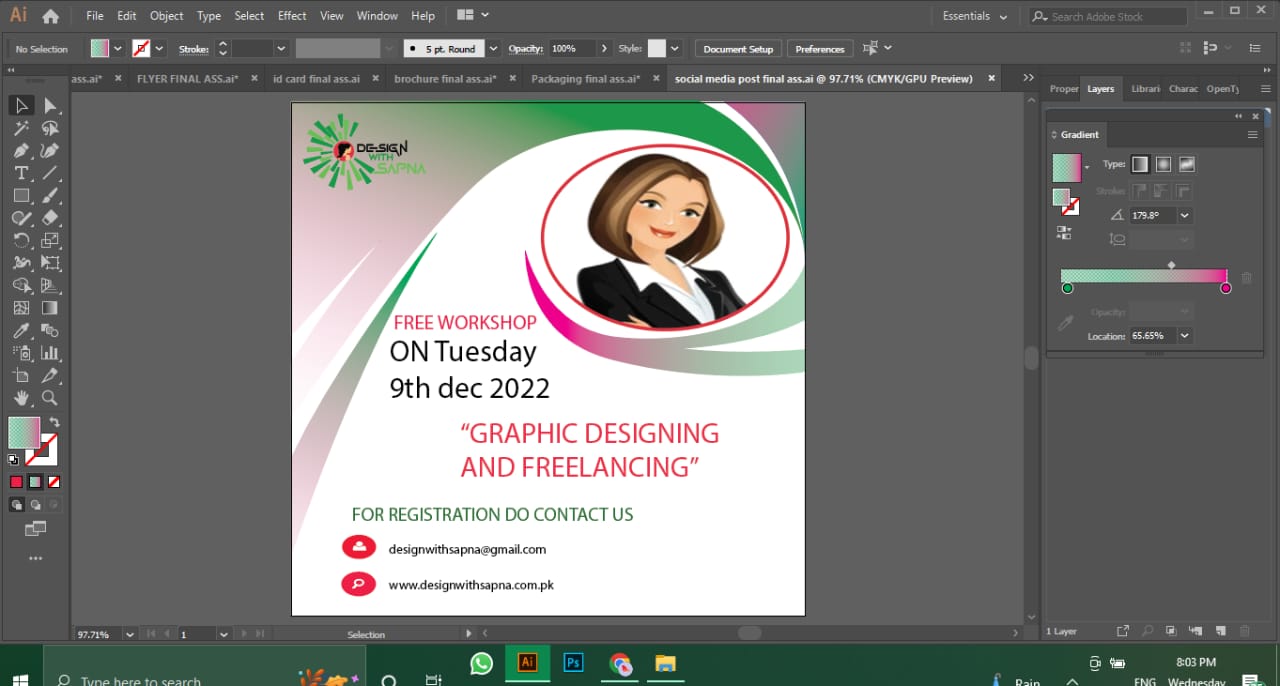 Ai
File Edit Object Type Select Effect View Window Help
Essentials
Search Adobe Stock
No Selection
Stroke:
5 pt. Round
Opacity: 100%
Style:
Document Setup
Preferences
ass.ai*
FLYER FINAL ASS.ai*
id card final ass.ai
brochure final ass.ai*
Packaging final ass.ai*
social media post final ass.ai @ 97.71% (CMYK/GPU Preview)
Proper
Layers
Librari
Charac
OpenTy
Gradient
Type:
Stroke:
179.8°
Opacity:
Location: 65.65%
DESIGN
WITH
SAPNA
FREE WORKSHOP
ON Tuesday
9th dec 2022
“GRAPHIC DESIGNING
AND FREELANCING”
FOR REGISTRATION DO CONTACT US
designwithsapna@gmail.com
www.designwithsapna.com.pk
97.71%
1
Selection
1 Layer
Type here to search
Ai
Ps
8:03 PM
Rain
ENG
Wednesday